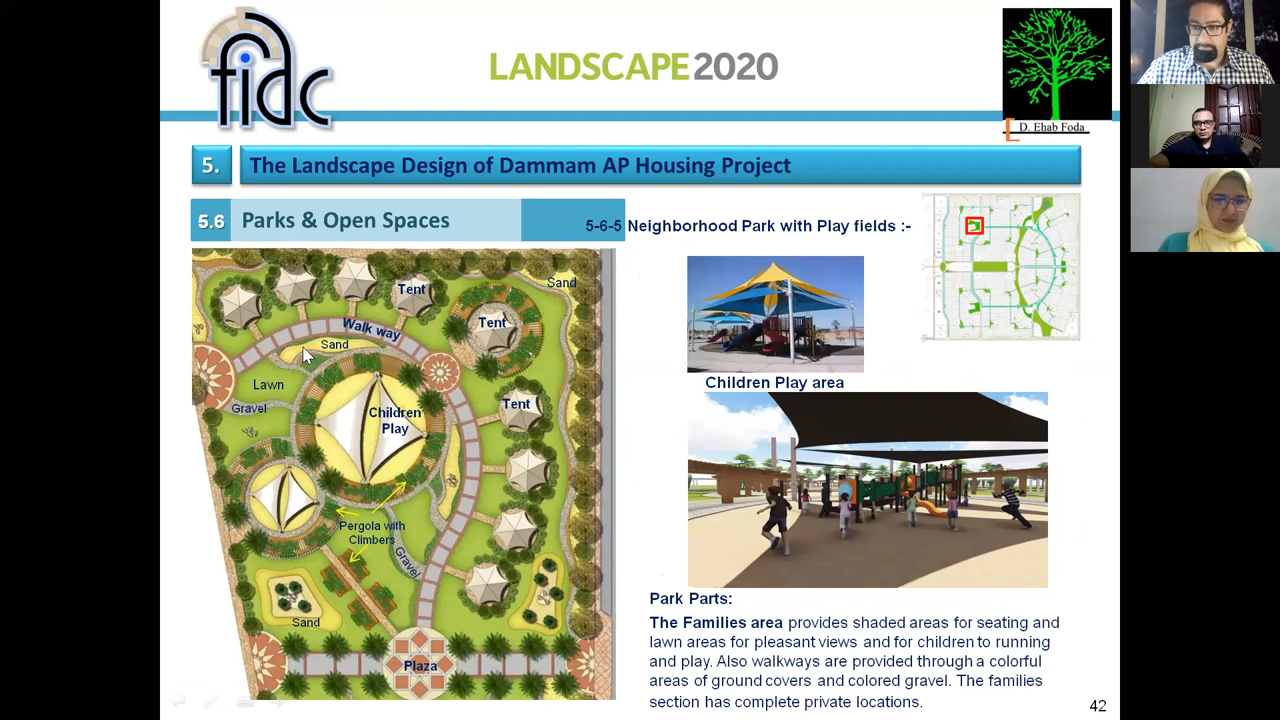 fidc
LANDSCAPE2020
D. Ehab Foda
5.
The Landscape Design of Dammam AP Housing Project
5.6
Parks & Open Spaces
5-6-5 Neighborhood Park with Play fields :-
Tent
Sand
Tent
Walk way
Sand
Lawn
Gravel
Children
Play
Tent
Pergola with
Climbers
Gravel
Sand
Plaza
Children Play area
Park Parts:
The Families area provides shaded areas for seating and
lawn areas for pleasant views and for children to running
and play. Also walkways are provided through a colorful
areas of ground covers and colored gravel. The families
section has complete private locations.
42